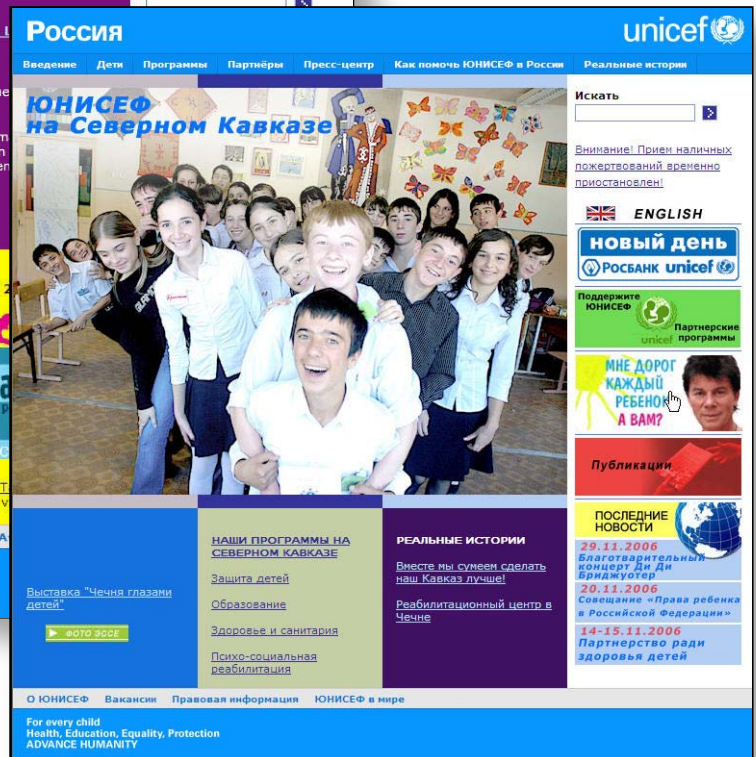 Россия
unicef
Введение Дети Программы Партнёры Пресс-центр Как помочь ЮНИСЕФ в России Реальные истории
ЮНИСЕФ
на Северном Кавказе
Искать
Внимание! Прием наличных
пожертвований временно
приостановлен!
ENGLISH
новый день
РОСБАНК unicef
Поддержите
ЮНИСЕФ
unicef
Партнерские
программы
МНЕ ДОРОГ
КАЖДЫЙ
РЕБЕНОК
А ВАМ?
Публикации
ПОСЛЕДНИЕ
НОВОСТИ
29.11.2006
Благотварительный
концерт Ди Ди
Бриджуотер
20.11.2006
Совещание «Права ребенка
в Российской Федерации»
14-15.11.2006
Партнерство ради
здоровья детей
Выставка "Чечня глазами
детей"
ФОТО ЭССЕ
НАШИ ПРОГРАММЫ НА
СЕВЕРНОМ КАВКАЗЕ
Защита детей
Образование
Здоровье и санитария
Психо-социальная
реабилитация
РЕАЛЬНЫЕ ИСТОРИИ
Вместе мы сумеем сделать
наш Кавказ лучше!
Реабилитационный центр в
Чечне
О ЮНИСЕФ Вакансии Правовая информация ЮНИСЕФ в мире
For every child
Health, Education, Equality, Protection
ADVANCE HUMANITY